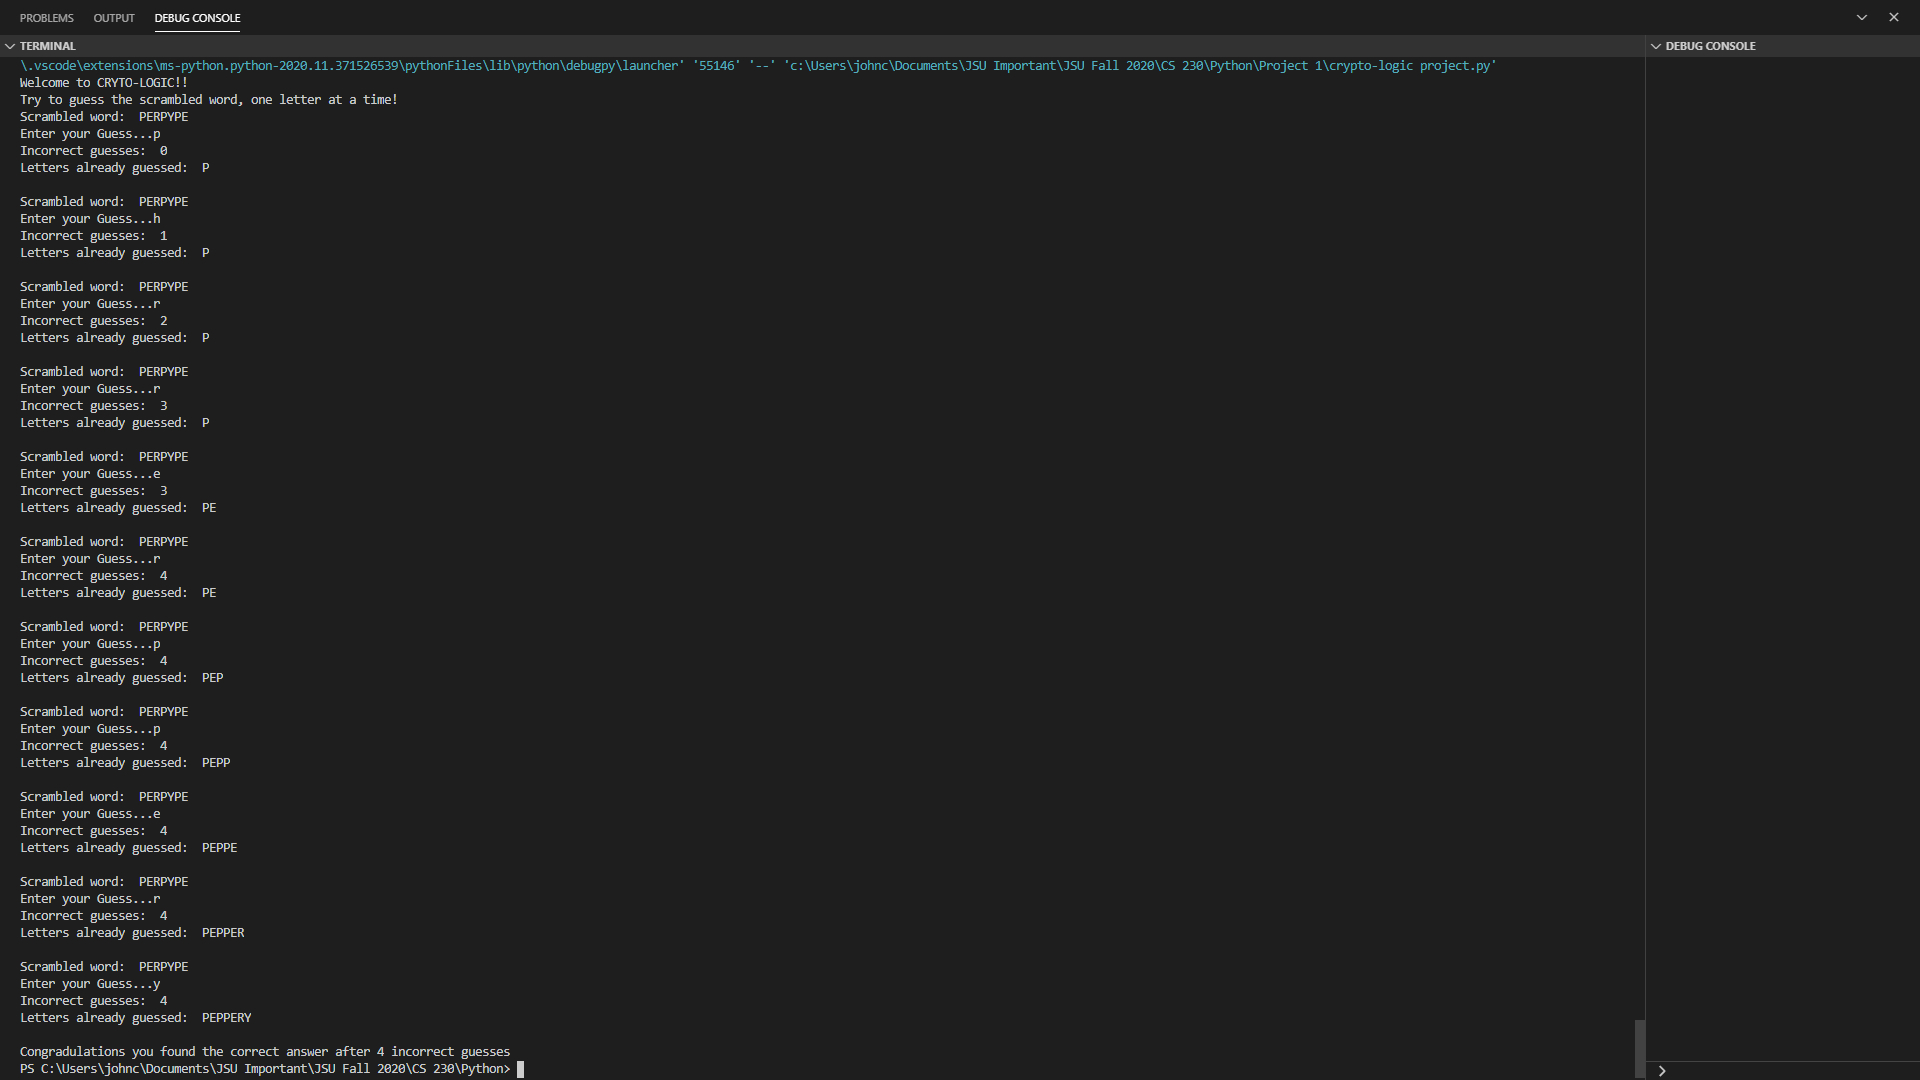 PROBLEMS OUTPUT DEBUG CONSOLE
TERMINAL
DEBUG CONSOLE
\.vscode\extensions\ms-python.python-2020.11.371526539\pythonFiles\lib\python\debugpy\launcher' '55146' '--' 'c:\Users\johnc\Documents\JSU Important\JSU Fall 2020\CS 230\Python\Project 1\crypto-logic project.py'
Welcome to CRYTO-LOGIC!!
Try to guess the scrambled word, one letter at a time!
Scrambled word:  PERPYPE
Enter your Guess...p
Incorrect guesses:  0
Letters already guessed:  P
Scrambled word:  PERPYPE
Enter your Guess...h
Incorrect guesses:  1
Letters already guessed:  P
Scrambled word:  PERPYPE
Enter your Guess...r
Incorrect guesses:  2
Letters already guessed:  P
Scrambled word:  PERPYPE
Enter your Guess...r
Incorrect guesses:  3
Letters already guessed:  P
Scrambled word:  PERPYPE
Enter your Guess...e
Incorrect guesses:  3
Letters already guessed:  PE
Scrambled word:  PERPYPE
Enter your Guess...r
Incorrect guesses:  4
Letters already guessed:  PE
Scrambled word:  PERPYPE
Enter your Guess...p
Incorrect guesses:  4
Letters already guessed:  PEP
Scrambled word:  PERPYPE
Enter your Guess...p
Incorrect guesses:  4
Letters already guessed:  PEPP
Scrambled word:  PERPYPE
Enter your Guess...e
Incorrect guesses:  4
Letters already guessed:  PEPPE
Scrambled word:  PERPYPE
Enter your Guess...r
Incorrect guesses:  4
Letters already guessed:  PEPPER
Scrambled word:  PERPYPE
Enter your Guess...y
Incorrect guesses:  4
Letters already guessed:  PEPPERY
Congradulations you found the correct answer after 4 incorrect guesses
PS C:\Users\johnc\Documents\JSU Important\JSU Fall 2020\CS 230\Python>